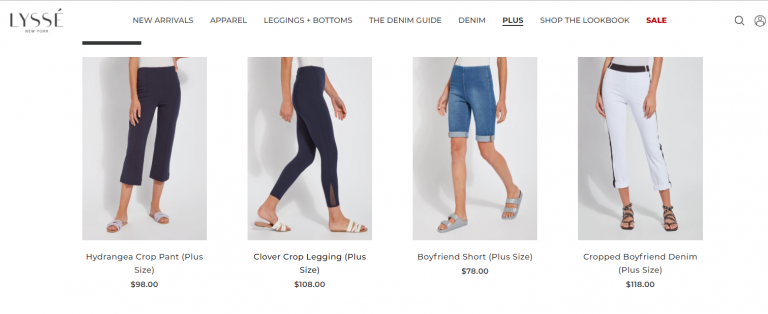 LYSSÉ
NEW YORK
NEW ARRIVALS APPAREL LEGGINGS + BOTTOMS THE DENIM GUIDE DENIM PLUS SHOP THE LOOKBOOK SALE
Hydrangea Crop Pant (Plus
Size)
$98.00
Clover Crop Legging (Plus
Size)
$108.00
Boyfriend Short (Plus Size)
$78.00
Cropped Boyfriend Denim
(Plus Size)
$118.00